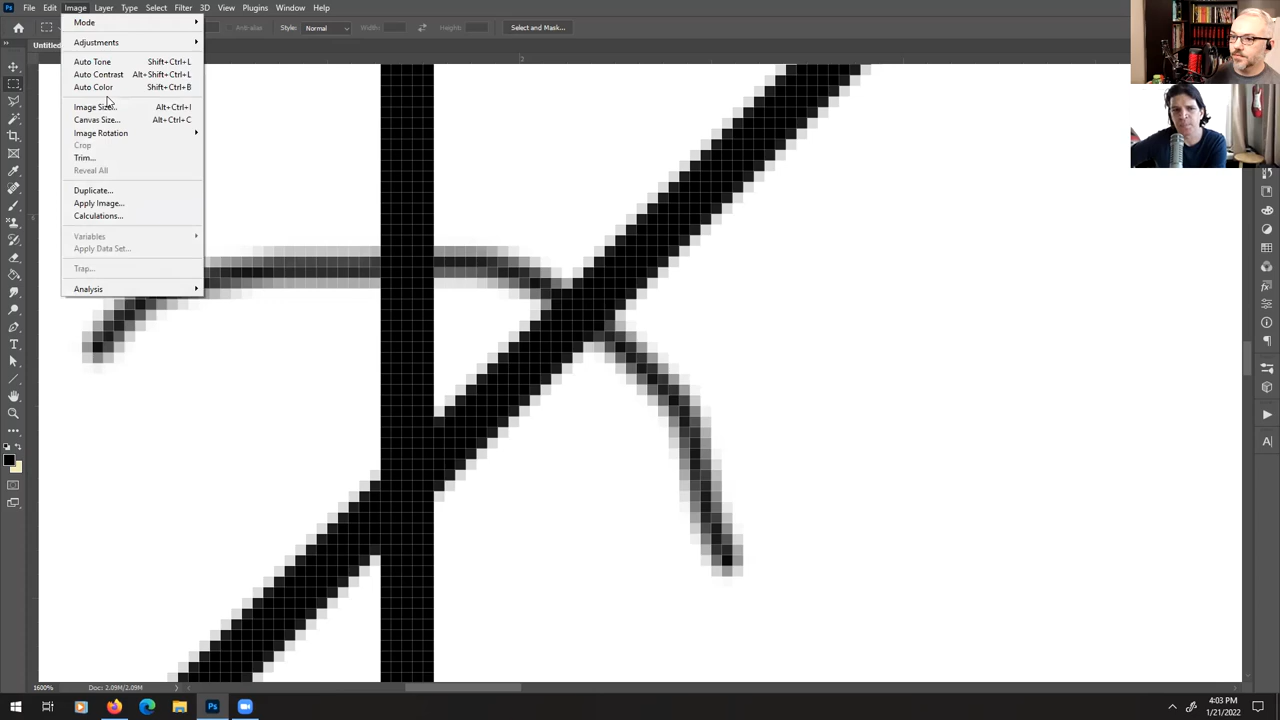 Ps File Edit Image Layer Type Select Filter 3D View Plugins Window Help
Anti-alias Style: Normal Width: Height: Select and Mask...
Untitled
Mode
Adjustments
Auto Tone Shift+Ctrl+L
Auto Contrast Alt+Shift+Ctrl+L
Auto Color Shift+Ctrl+B
Image Size... Alt+Ctrl+I
Canvas Size... Alt+Ctrl+C
Image Rotation
Crop
Trim...
Reveal All
Duplicate...
Apply Image...
Calculations...
Variables
Apply Data Set...
Trap...
Analysis
1600% Doc: 2.09M/2.09M
Ps
4:03 PM
1/21/2022